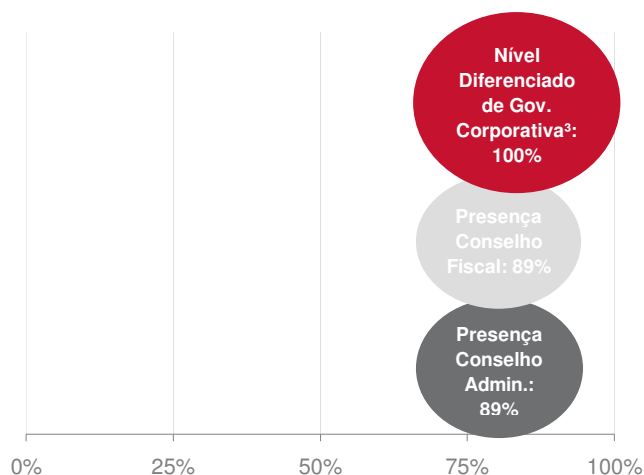 Nível
Diferenciado
de Gov.
Corporativa³:
100%
Presença
Conselho
Fiscal: 89%
Presença
Conselho
Admin.:
89%
0%
25%
50%
75%
100%